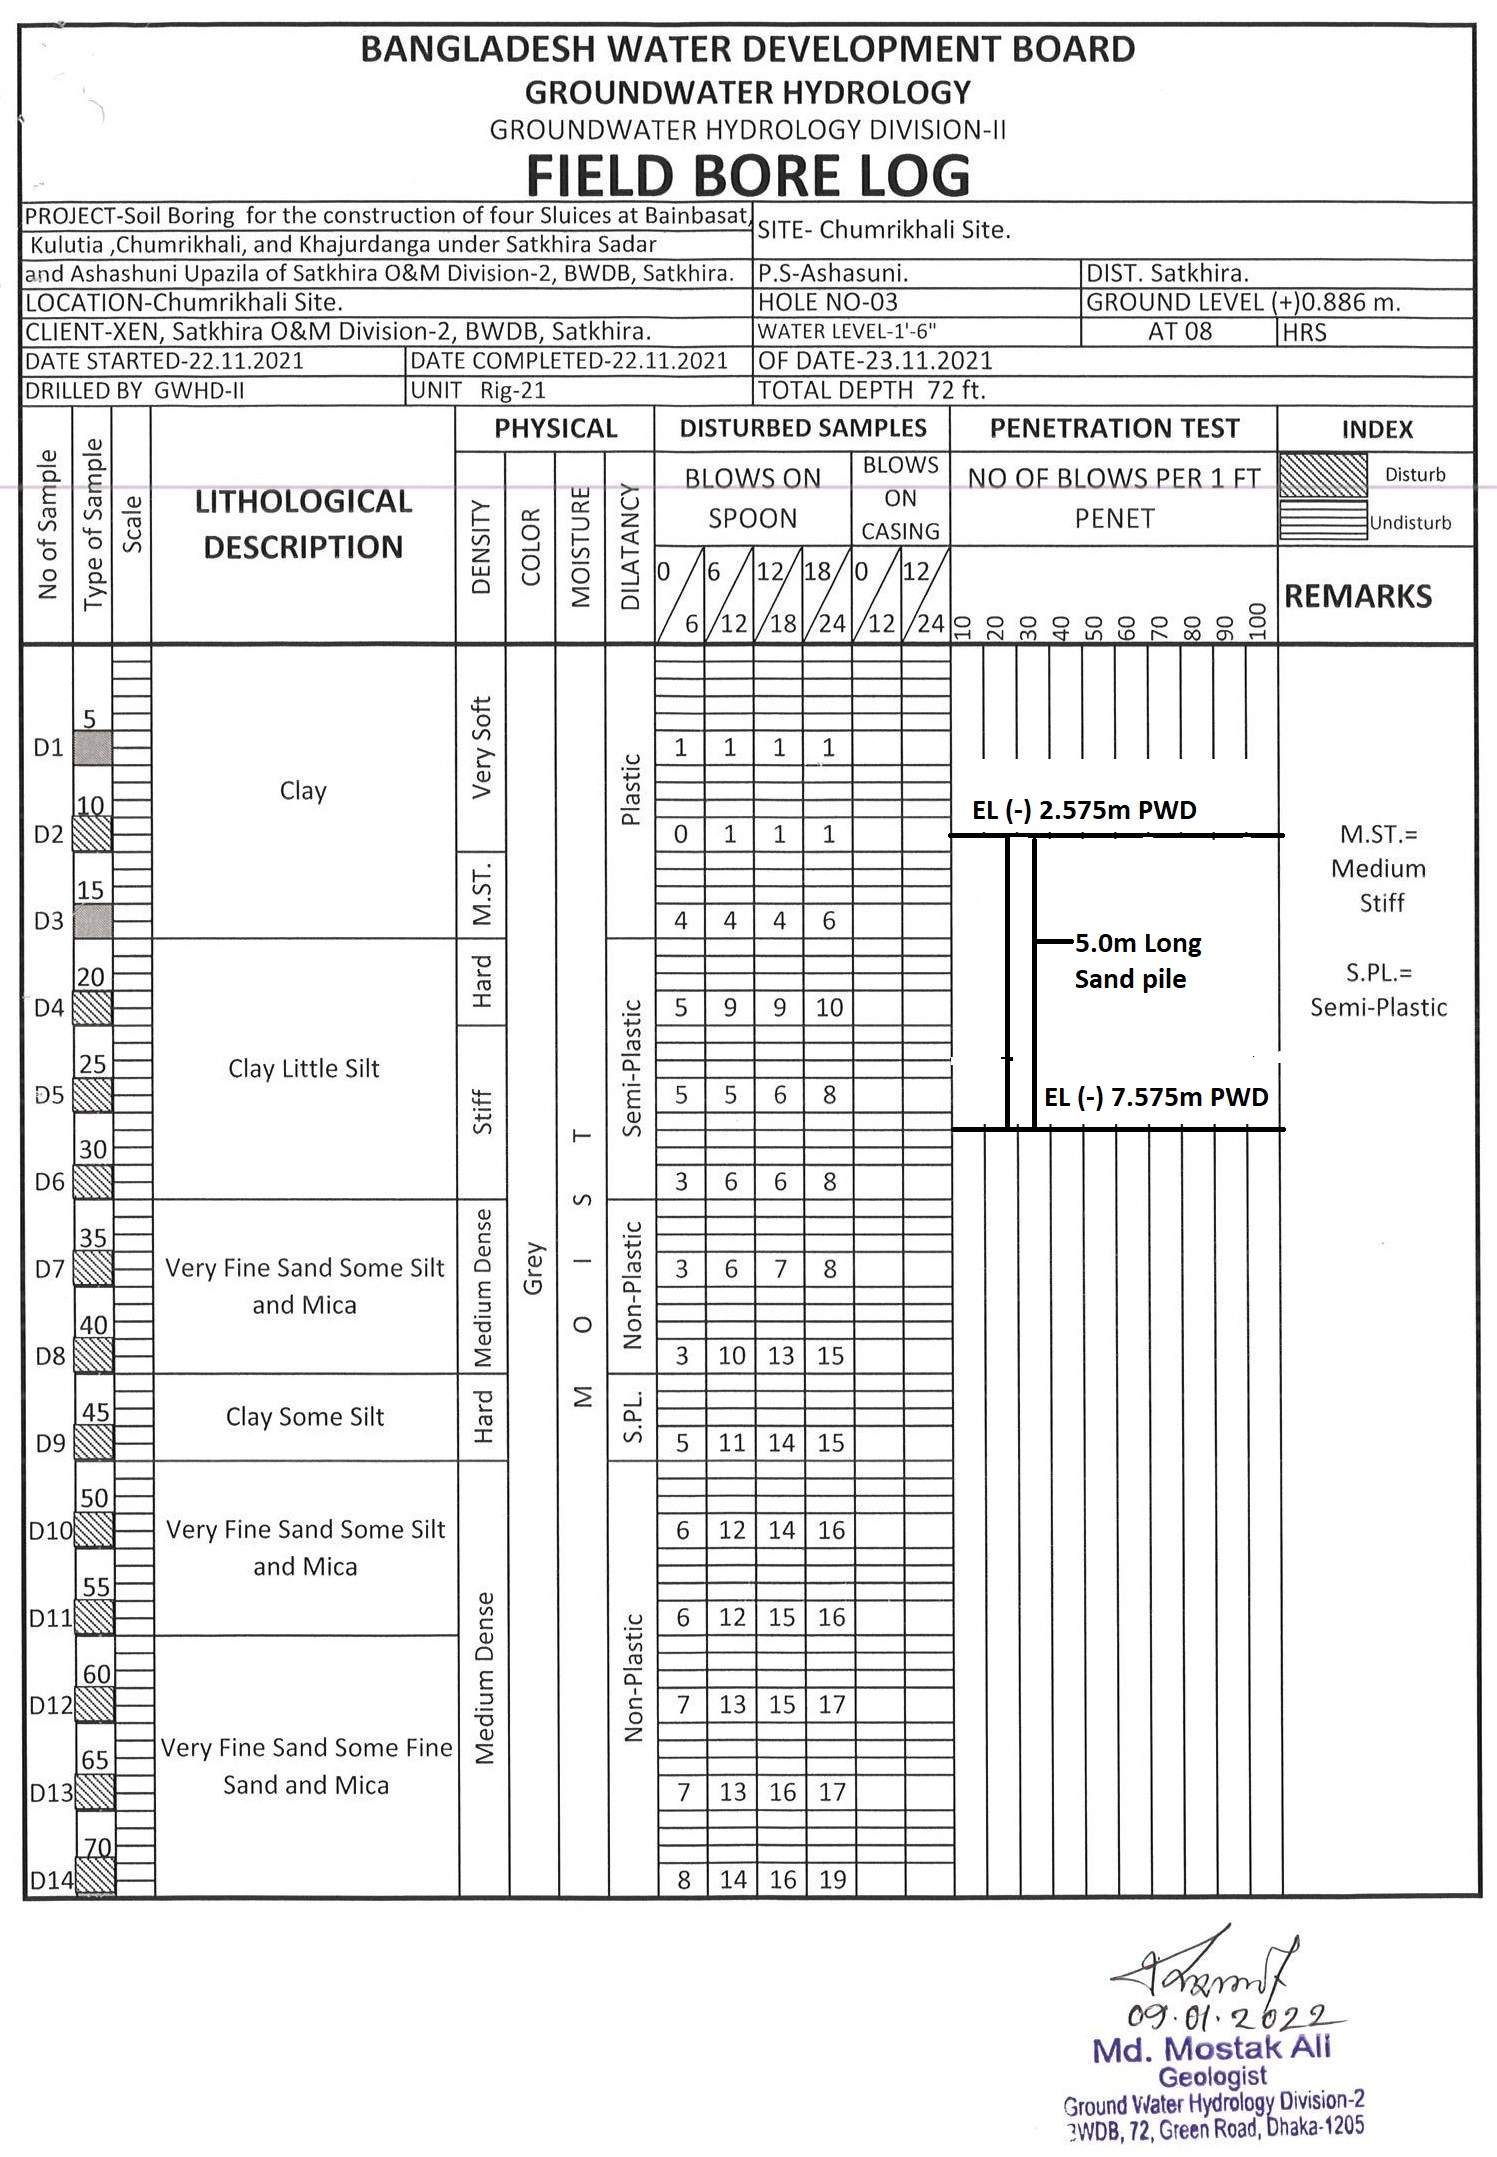 BANGLADESH WATER DEVELOPMENT BOARD
GROUNDWATER HYDROLOGY
GROUNDWATER HYDROLOGY DIVISION-II
FIELD BORE LOG
PROJECT-Soil Boring for the construction of four Sluices at Bainbasat,
Kulutia ,Chumrikhali, and Khajurdanga under Satkhira Sadar
and Ashashuni Upazila of Satkhira O&M Division-2, BWDB, Satkhira.
SITE- Chumrikhali Site.
P.S-Ashasuni.
DIST. Satkhira.
LOCATION-Chumrikhali Site.
HOLE NO-03
GROUND LEVEL (+)0.886 m.
CLIENT-XEN, Satkhira O&M Division-2, BWDB, Satkhira.
WATER LEVEL-1'-6"
AT 08
HRS
DATE STARTED-22.11.2021
DATE COMPLETED-22.11.2021
OF DATE-23.11.2021
DRILLED BY GWHD-II
UNIT Rig-21
TOTAL DEPTH 72 ft.
No of Sample
Type of Sample
Scale
LITHOLOGICAL
DESCRIPTION
PHYSICAL
DENSITY
COLOR
MOISTURE
DILATANCY
DISTURBED SAMPLES
BLOWS ON
SPOON
BLOWS
ON
CASING
0 6 12 18 0 12
6 12 18 24 12 24
PENETRATION TEST
NO OF BLOWS PER 1 FT
PENET
10 20 30 40 50 60 70 80 90 100
INDEX
Disturb
Undisturb
REMARKS
5
D1 1 1 1 1
Clay
Very Soft
Plastic
10
D2 0 1 1 1
M.ST.
15
D3 4 4 4 6
EL (-) 2.575m PWD
5.0m Long
Sand pile
EL (-) 7.575m PWD
M.ST.=
Medium
Stiff
S.PL.=
Semi-Plastic
20
D4 5 9 9 10
Hard
Clay Little Silt
Semi-Plastic
25
D5 5 5 6 8
Stiff
30
D6 3 6 6 8
Grey
MOIST
35
D7 3 6 7 8
Very Fine Sand Some Silt
and Mica
Medium Dense
Non-Plastic
40
D8 3 10 13 15
45
Clay Some Silt
Hard
S.PL.
D9 5 11 14 15
50
D10 6 12 14 16
Very Fine Sand Some Silt
and Mica
55
D11 6 12 15 16
Medium Dense
Non-Plastic
60
D12 7 13 15 17
Very Fine Sand Some Fine
Sand and Mica
65
D13 7 13 16 17
70
D14 8 14 16 19
09.01.2022
Md. Mostak Ali
Geologist
Ground Water Hydrology Division-2
BWDB, 72, Green Road, Dhaka-1205